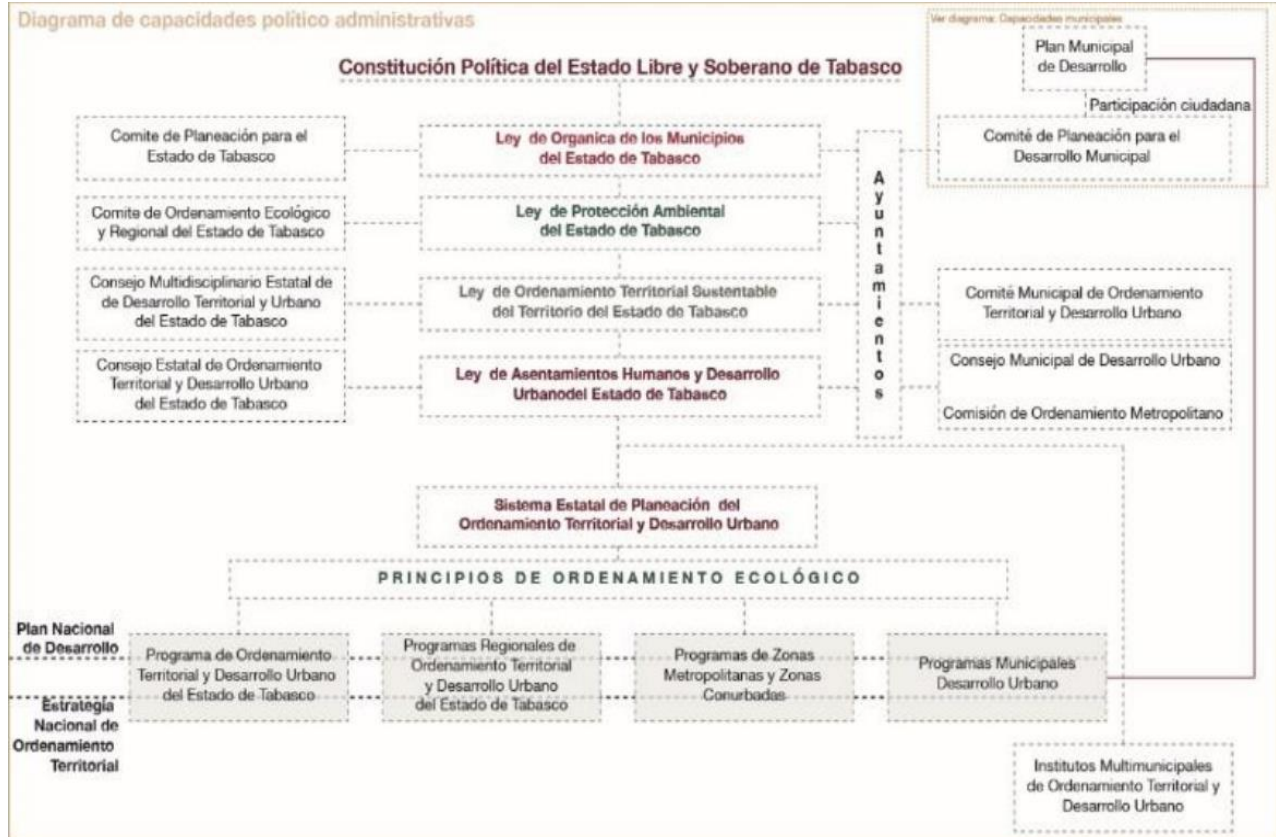 Diagrama de capacidades político administrativas
Ver diagrama: Capacidades municipales
Plan Municipal
de Desarrollo
Participación ciudadana
Comité de Planeación para el
Desarrollo Municipal
Constitución Política del Estado Libre y Soberano de Tabasco
Comite de Planeación para el
Estado de Tabasco
Ley de Organica de los Municipios
del Estado de Tabasco
Ayuntamientos
Comite de Ordenamiento Ecológico
y Regional del Estado de Tabasco
Ley de Protección Ambiental
del Estado de Tabasco
Consejo Multidisciplinario Estatal de
de Desarrollo Territorial y Urbano
del Estado de Tabasco
Ley de Ordenamiento Territorial Sustentable
del Territorio del Estado de Tabasco
Comité Municipal de Ordenamiento
Territorial y Desarrollo Urbano
Consejo Estatal de Ordenamiento
Territorial y Desarrollo Urbano
del Estado de Tabasco
Ley de Asentamientos Humanos y Desarrollo
Urbanodel Estado de Tabasco
Consejo Municipal de Desarrollo Urbano
Comisión de Ordenamiento Metropolitano
Sistema Estatal de Planeación del
Ordenamiento Territorial y Desarrollo Urbano
PRINCIPIOS DE ORDENAMIENTO ECOLÓGICO
Plan Nacional
de Desarrollo
Estrategia
Nacional de
Ordenamiento
Territorial
Programa de Ordenamiento
Territorial y Desarrollo Urbano
del Estado de Tabasco
Programas Regionales de
Ordenamiento Territorial
y Desarrollo Urbano
del Estado de Tabasco
Programas de Zonas
Metropolitanas y Zonas
Conurbadas
Programas Municipales
Desarrollo Urbano
Institutos Multimunicipales
de Ordenamiento Territorial y
Desarrollo Urbano